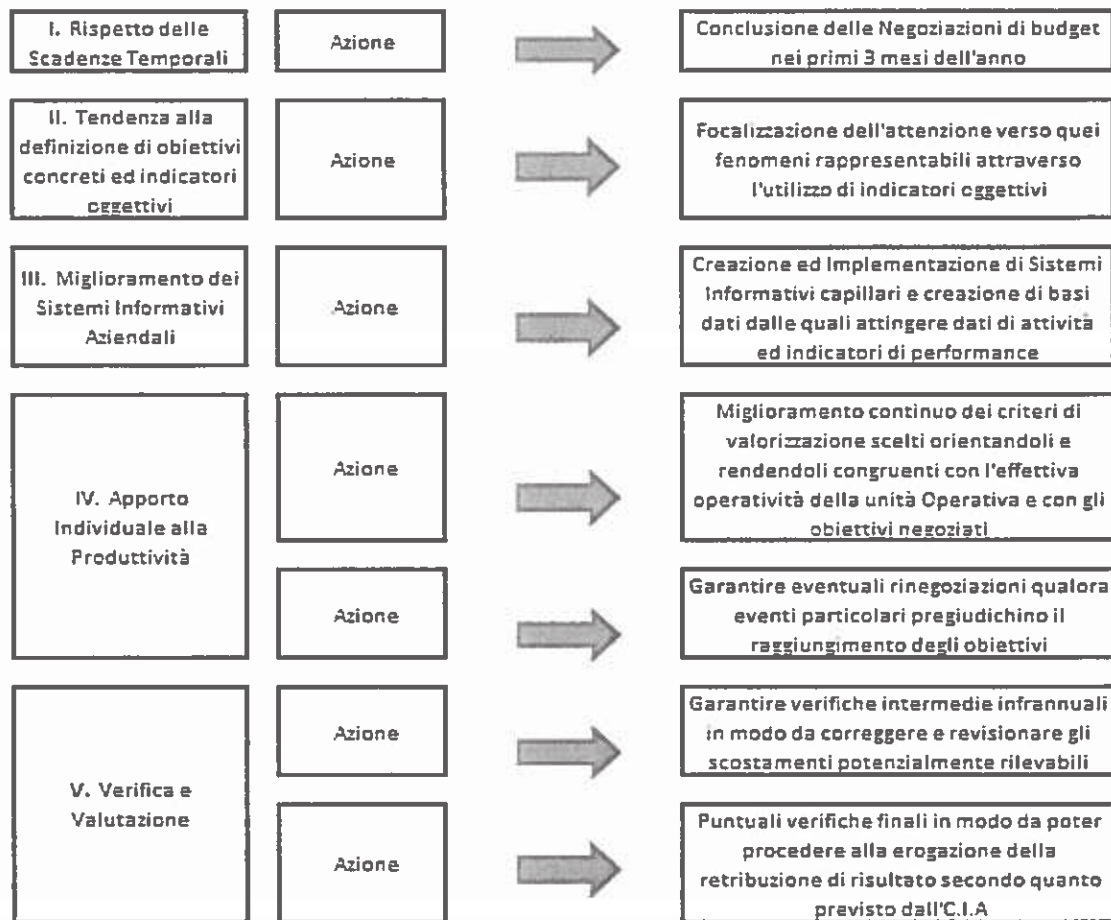 I. Rispetto delle
Scadenze Temporali
Azione
Conclusione delle Negoziazioni di budget
nei primi 3 mesi dell'anno
II. Tendenza alla
definizione di obiettivi
concreti ed indicatori
oggettivi
Azione
Focalizzazione dell'attenzione verso quei
fenomeni rappresentabili attraverso
l'utilizzo di indicatori oggettivi
III. Miglioramento dei
Sistemi Informativi
Aziendali
Azione
Creazione ed Implementazione di Sistemi
Informativi capillari e creazione di basi
dati dalle quali attingere dati di attività
ed indicatori di performance
IV. Apporto
Individuale alla
Produttività
Azione
Miglioramento continuo dei criteri di
valorizzazione scelti orientandoli e
rendendoli congruenti con l'effettiva
operatività della unità Operativa e con gli
obiettivi negoziati
Azione
Garantire eventuali rinegoziazioni qualora
eventi particolari pregiudichino il
raggiungimento degli obiettivi
V. Verifica e
Valutazione
Azione
Garantire verifiche intermedie infrannuali
in modo da correggere e revisionare gli
scostamenti potenzialmente rilevabili
Azione
Puntuali verifiche finali in modo da poter
procedere alla erogazione della
retribuzione di risultato secondo quanto
previsto dall'C.I.A